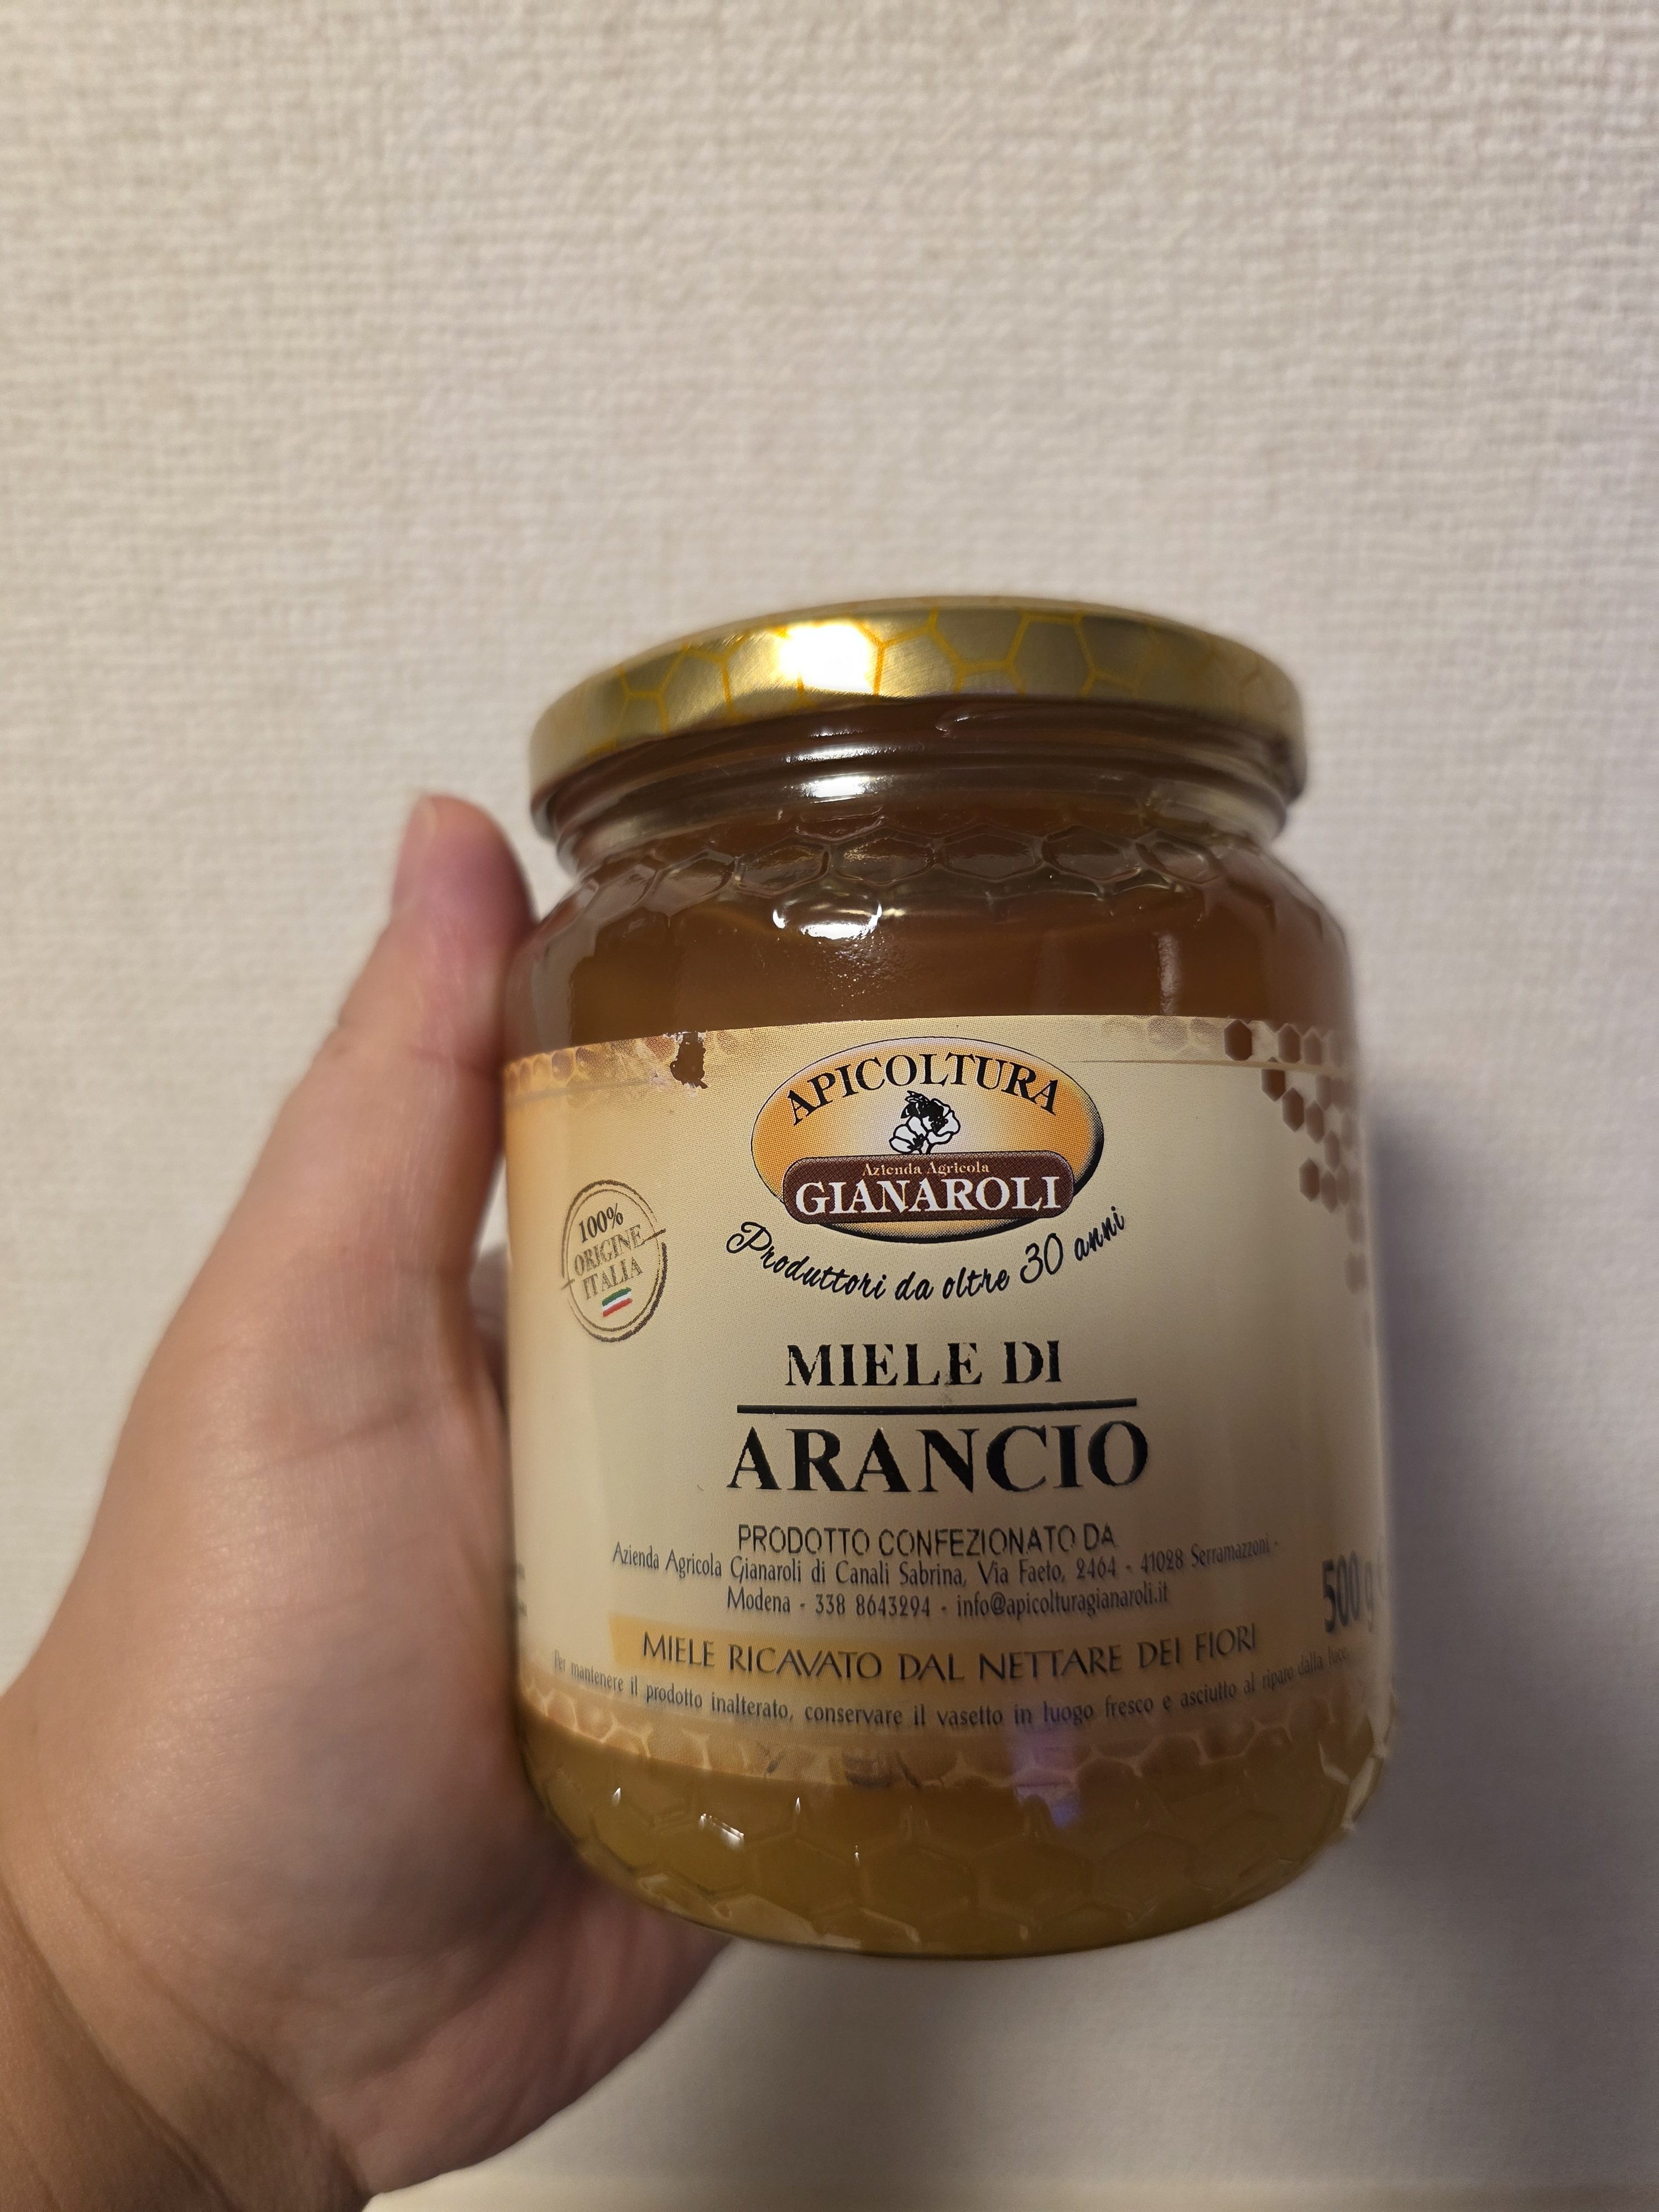 APICOLTURA
Azienda Agricola
GIANAROLI
Produttori da oltre 30 anni
100%
ORIGINE
ITALIA
MIELE DI
ARANCIO
PRODOTTO CONFEZIONATO DA
Azienda Agricola Gianaroli di Canali Sabrina, Via Faeto, 2464 - 41028 Serramazzoni -
Modena - 338 8643294 - info@apicolturagianaroli.it
500 g
MIELE RICAVATO DAL NETTARE DEI FIORI
Per mantenere il prodotto inalterato, conservare il vasetto in luogo fresco e asciutto al riparo dalla luce